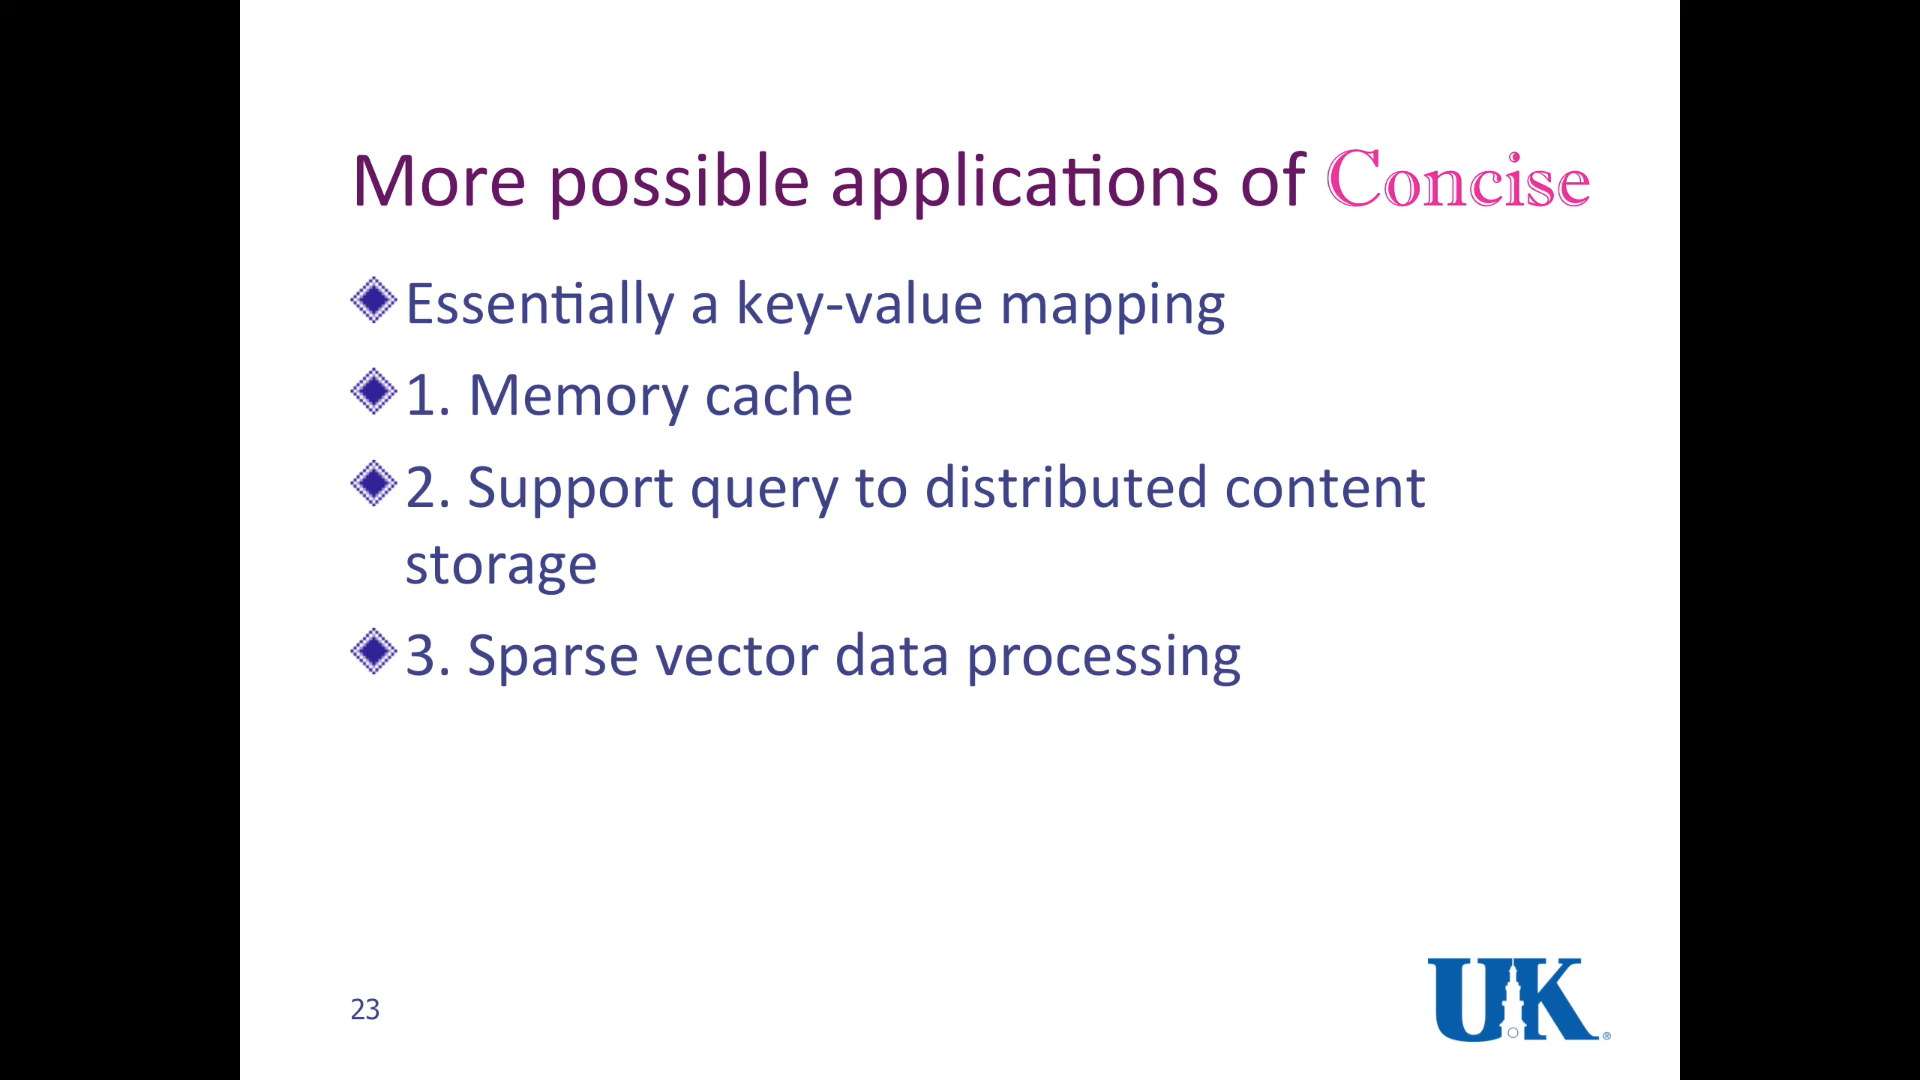 More possible applications of Concise
Essentially a key-value mapping
1. Memory cache
2. Support query to distributed content
storage
3. Sparse vector data processing
23
UK®